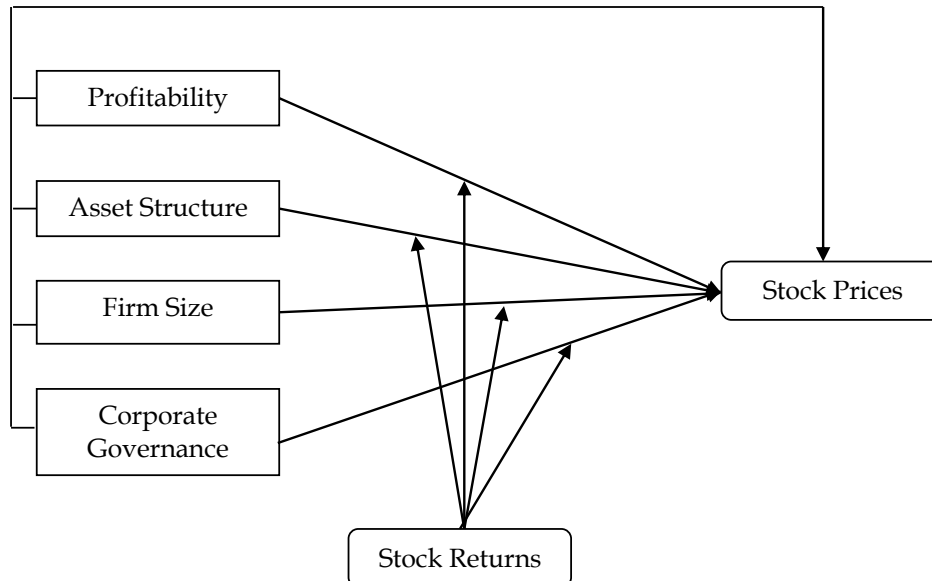 Profitability
Asset Structure
Stock Prices
Firm Size
Corporate
Governance
Stock Returns